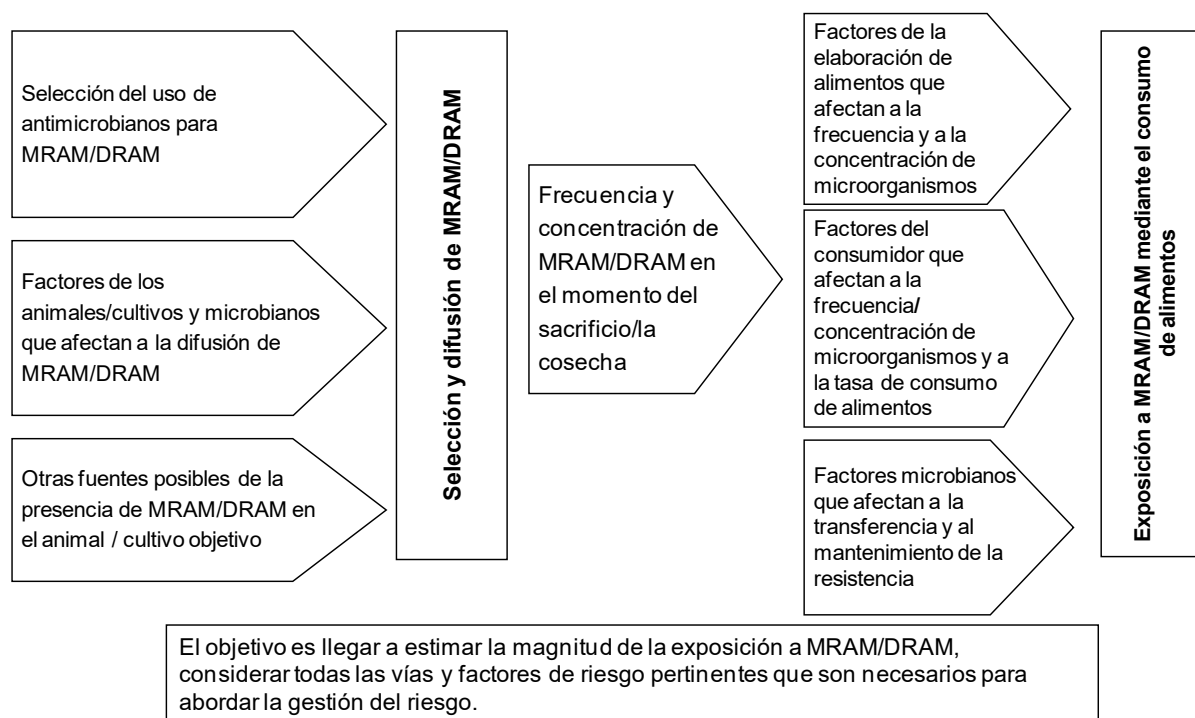 Selección del uso de
antimicrobianos para
MRAM/DRAM
Factores de los
animales/cultivos y microbianos
que afectan a la difusión de
MRAM/DRAM
Otras fuentes posibles de la
presencia de MRAM/DRAM en
el animal / cultivo objetivo
Selección y difusión de MRAM/DRAM
Frecuencia y
concentración de
MRAM/DRAM en
el momento del
sacrificio/la
cosecha
Factores de la
elaboración de
alimentos que
afectan a la
frecuencia y a la
concentración de
microorganismos
Factores del
consumidor que
afectan a la
frecuencia/
concentración de
microorganismos y a
la tasa de consumo
de alimentos
Factores microbianos
que afectan a la
transferencia y al
mantenimiento de la
resistencia
Exposición a MRAM/DRAM mediante el consumo
de alimentos
El objetivo es llegar a estimar la magnitud de la exposición a MRAM/DRAM,
considerar todas las vías y factores de riesgo pertinentes que son necesarios para
abordar la gestión del riesgo.